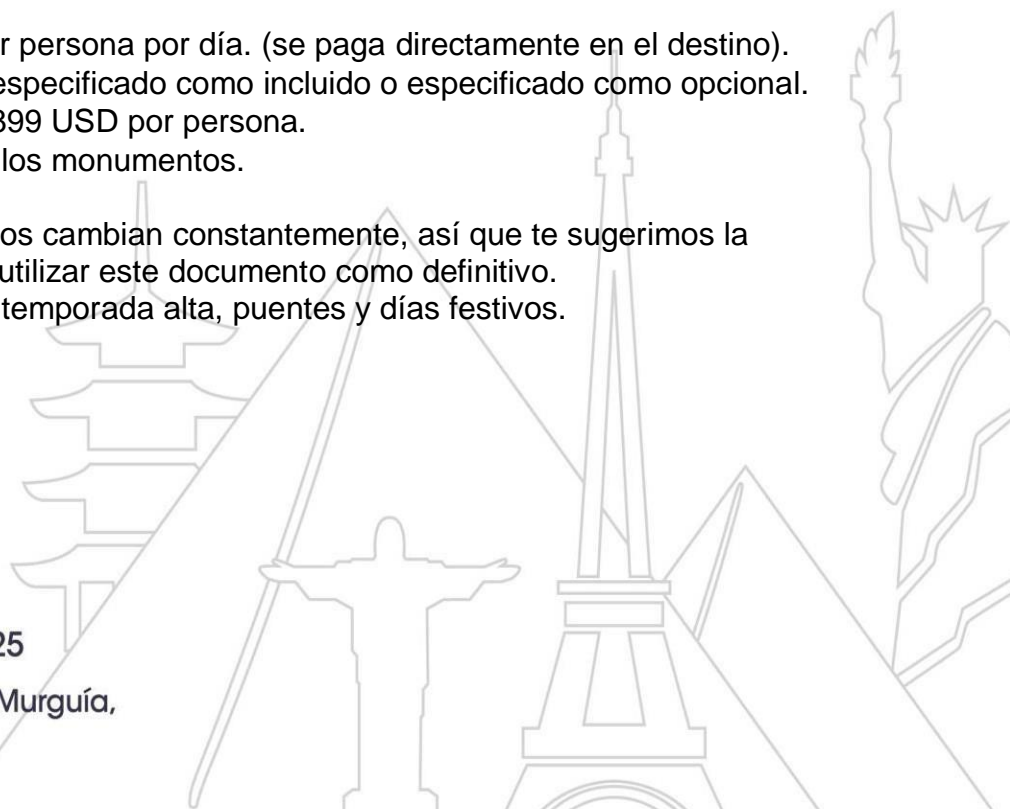 r persona por día. (se paga directamente en el destino).
especificado como incluido o especificado como opcional.
399 USD por persona.
los monumentos.
os cambian constantemente, así que te sugerimos la
utilizar este documento como definitivo.
temporada alta, puentes y días festivos.
25
Murguía,